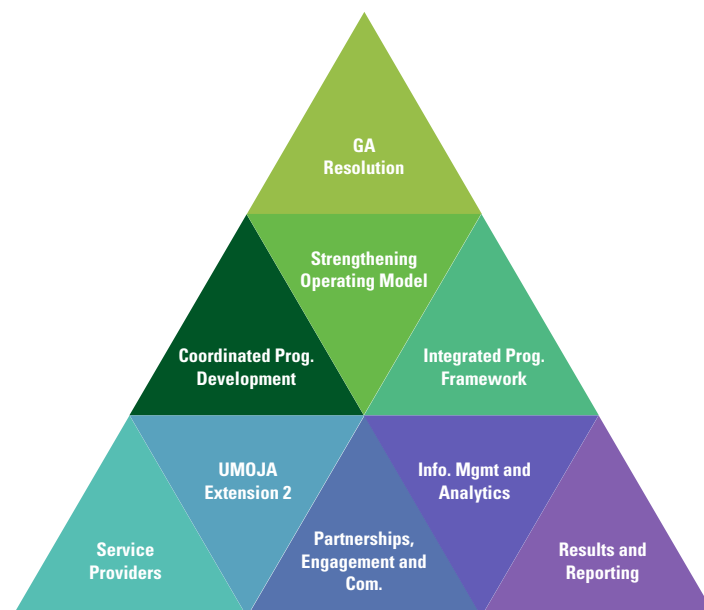 GA
Resolution
Strengthening
Operating Model
Coordinated Prog.
Development
Integrated Prog.
Framework
UMOJA
Extension 2
Info. Mgmt and
Analytics
Service
Providers
Partnerships,
Engagement and
Com.
Results and
Reporting